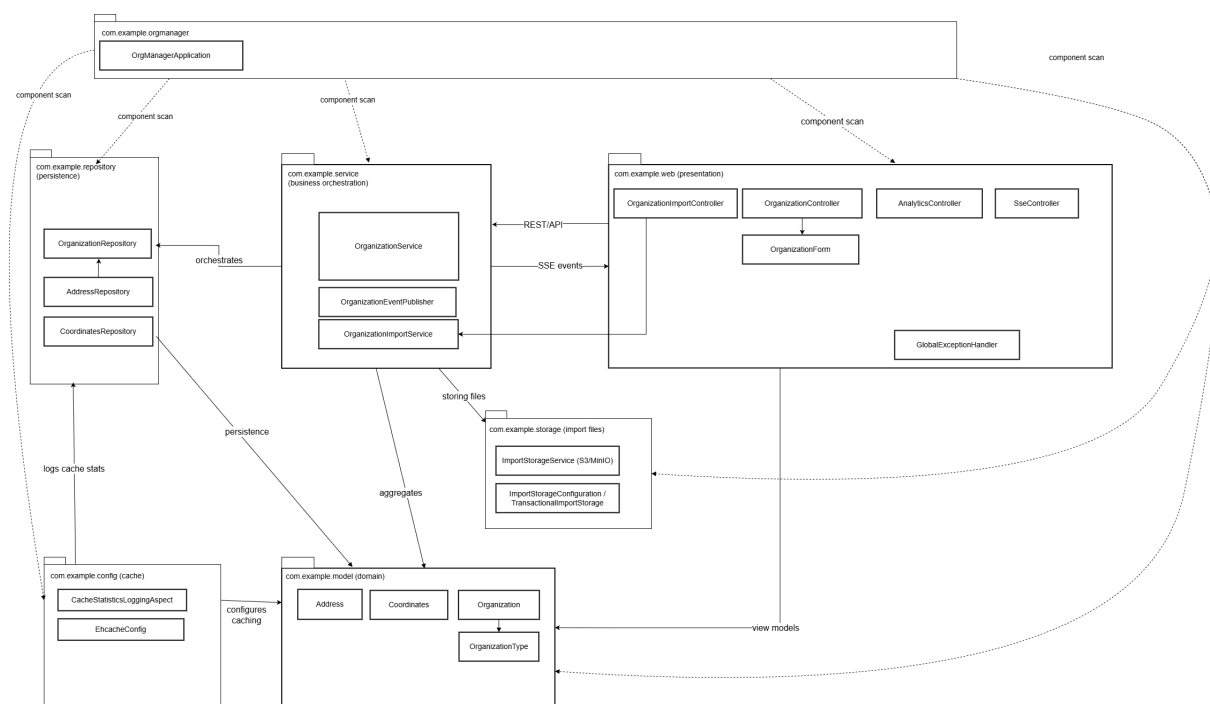 com.example.orgmanager
OrgManagerApplication
component scan
component scan
component scan
component scan
component scan
com.example.repository
(persistence)
OrganizationRepository
AddressRepository
CoordinatesRepository
com.example.service
(business orchestration)
OrganizationService
OrganizationEventPublisher
OrganizationImportService
com.example.web (presentation)
OrganizationImportController
OrganizationController
AnalyticsController
SseController
OrganizationForm
GlobalExceptionHandler
REST/API
orchestrates
SSE events
storing files
persistence
com.example.storage (import files)
ImportStorageService (S3/MinIO)
ImportStorageConfiguration /
TransactionalImportStorage
logs cache stats
aggregates
com.example.config (cache)
CacheStatisticsLoggingAspect
EhcacheConfig
configures
caching
com.example.model (domain)
Address
Coordinates
Organization
OrganizationType
view models